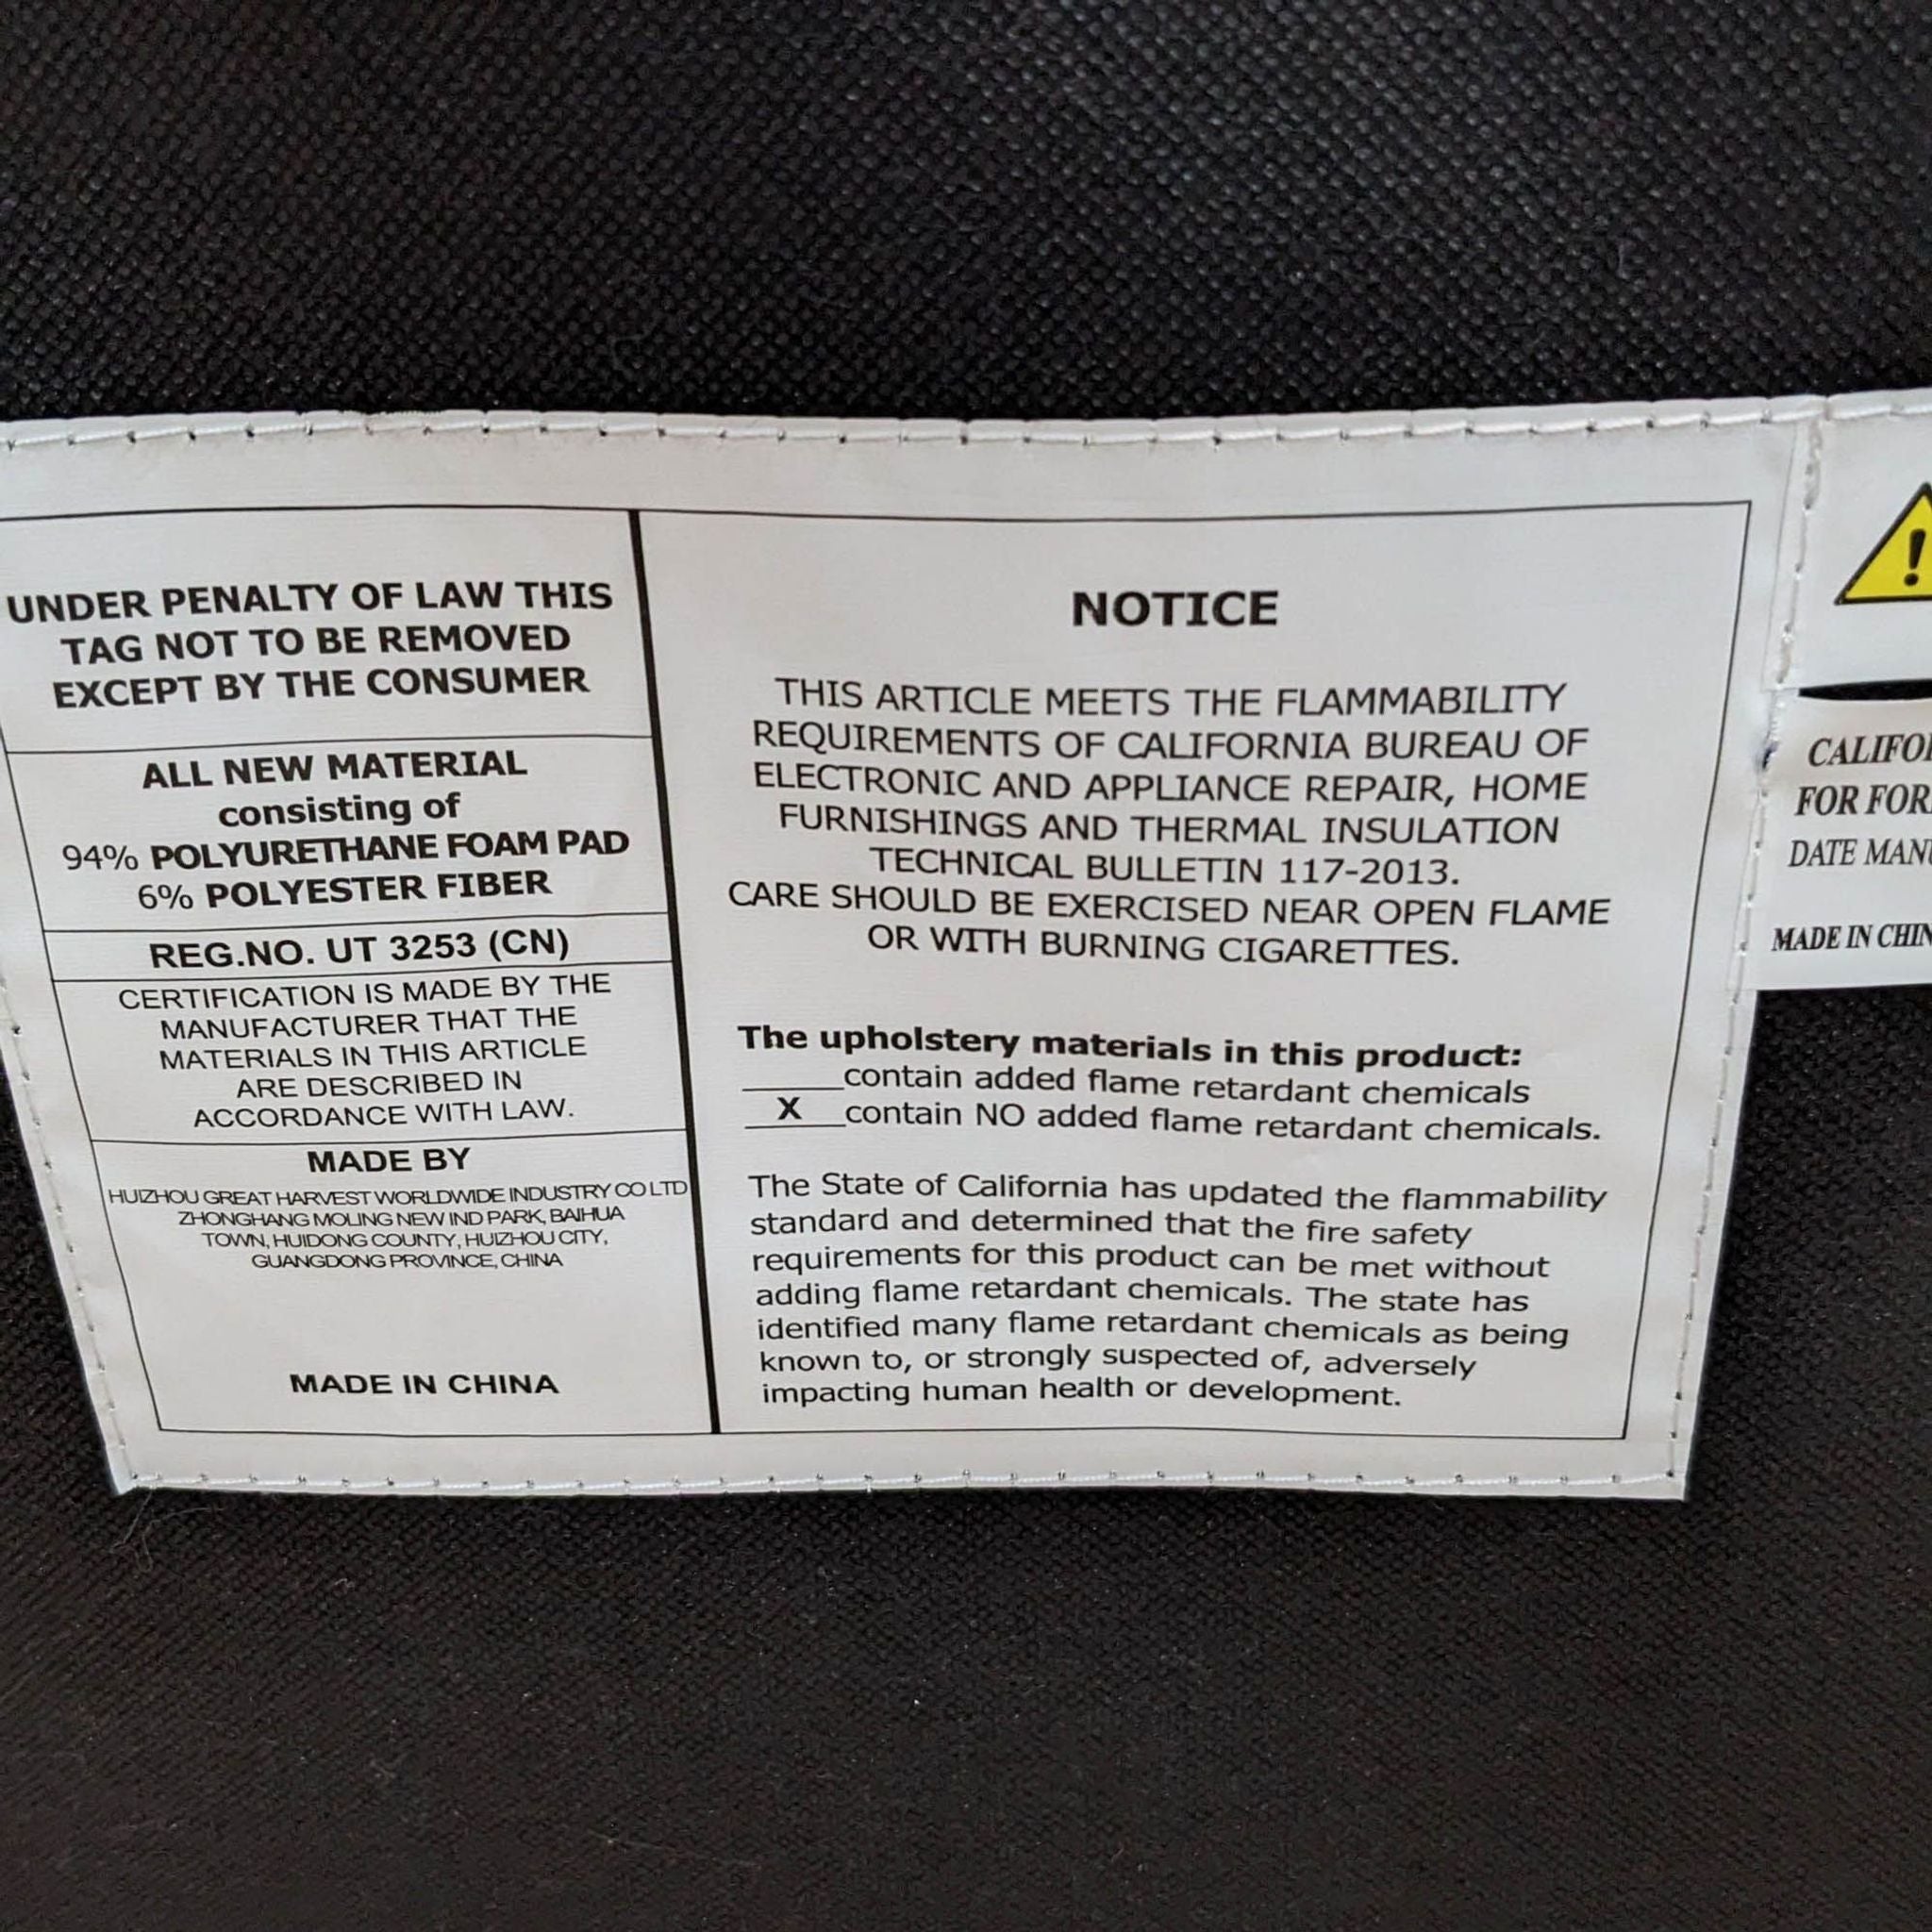 UNDER PENALTY OF LAW THIS
TAG NOT TO BE REMOVED
EXCEPT BY THE CONSUMER
ALL NEW MATERIAL
consisting of
94% POLYURETHANE FOAM PAD
6% POLYESTER FIBER
REG.NO. UT 3253 (CN)
CERTIFICATION IS MADE BY THE
MANUFACTURER THAT THE
MATERIALS IN THIS ARTICLE
ARE DESCRIBED IN
ACCORDANCE WITH LAW.
MADE BY
HUIZHOU GREAT HARVEST WORLDWIDE INDUSTRY CO LTD
ZHONGHANG MOLING NEW IND PARK, BAIHUA
TOWN, HUIDONG COUNTY, HUIZHOU CITY,
GUANGDONG PROVINCE, CHINA
MADE IN CHINA
NOTICE
THIS ARTICLE MEETS THE FLAMMABILITY
REQUIREMENTS OF CALIFORNIA BUREAU OF
ELECTRONIC AND APPLIANCE REPAIR, HOME
FURNISHINGS AND THERMAL INSULATION
TECHNICAL BULLETIN 117-2013.
CARE SHOULD BE EXERCISED NEAR OPEN FLAME
OR WITH BURNING CIGARETTES.
The upholstery materials in this product:
_____contain added flame retardant chemicals
__X__contain NO added flame retardant chemicals.
The State of California has updated the flammability
standard and determined that the fire safety
requirements for this product can be met without
adding flame retardant chemicals. The state has
identified many flame retardant chemicals as being
known to, or strongly suspected of, adversely
impacting human health or development.
FOR
DATE
MADE IN